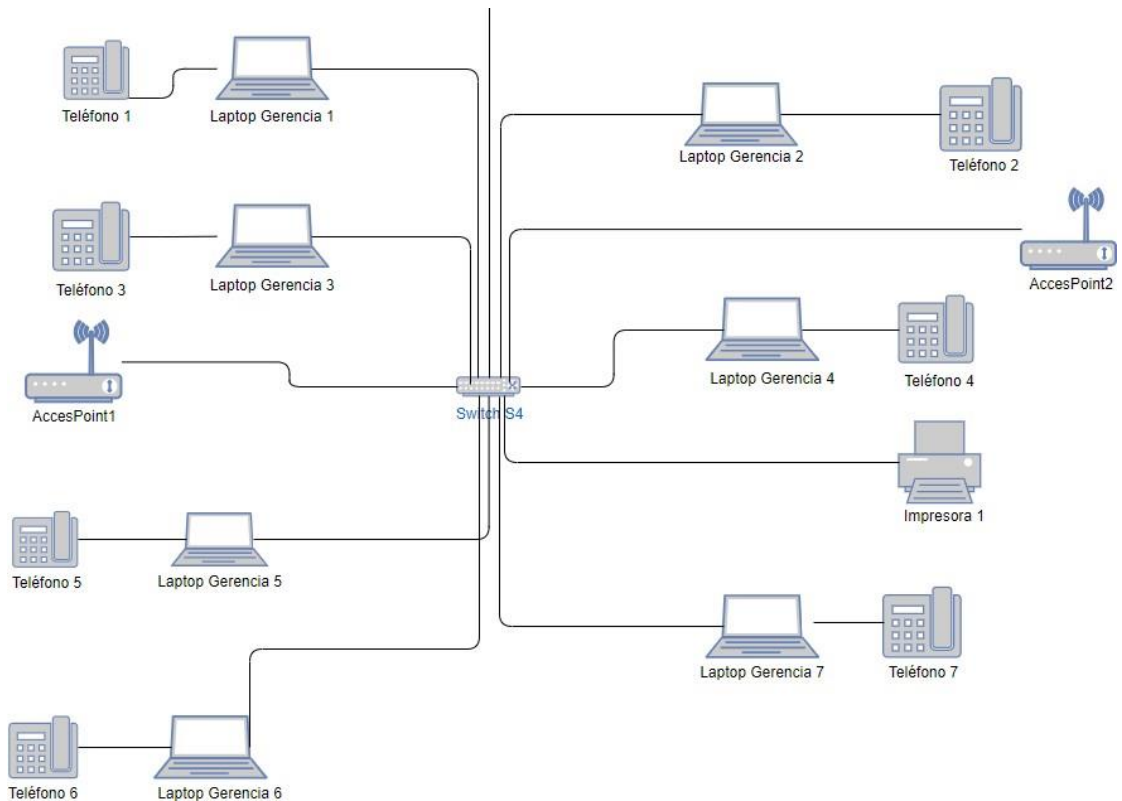 Teléfono 1
Laptop Gerencia 1
Laptop Gerencia 2
Teléfono 2
Teléfono 3
Laptop Gerencia 3
AccesPoint2
Laptop Gerencia 4
Teléfono 4
AccesPoint1
Switch S4
Impresora 1
Teléfono 5
Laptop Gerencia 5
Laptop Gerencia 7
Teléfono 7
Teléfono 6
Laptop Gerencia 6